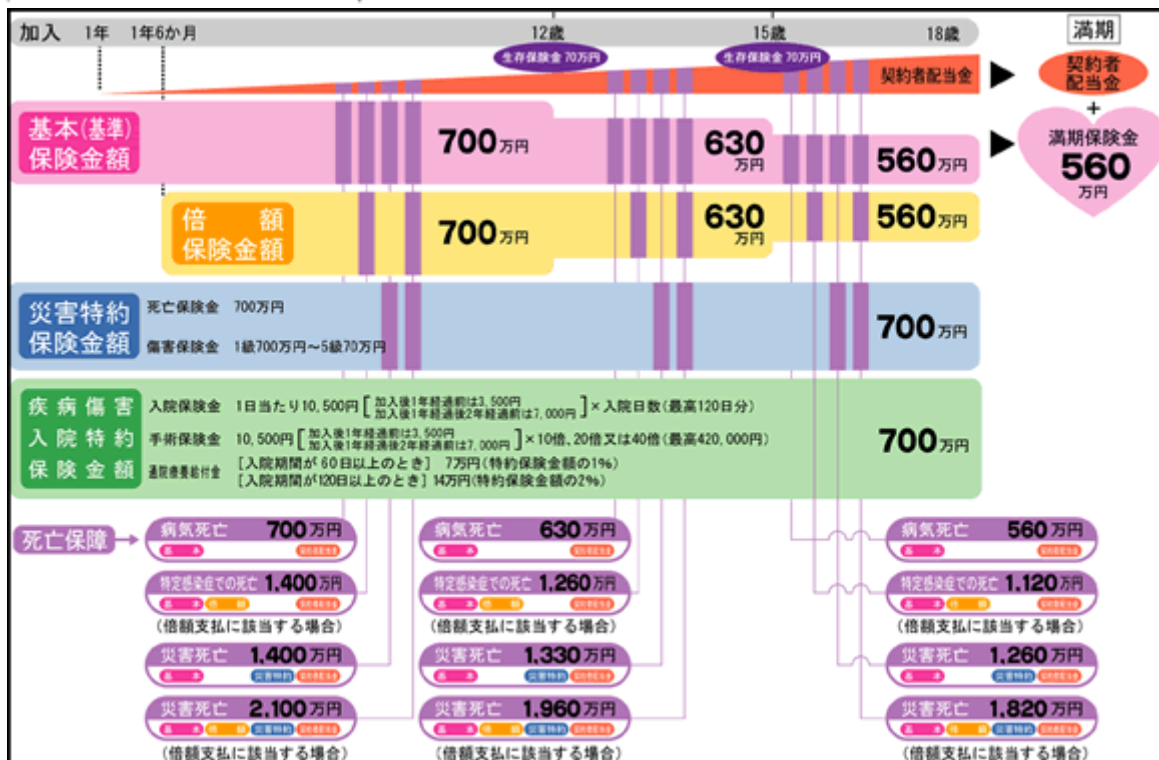 加入 1年 1年6か月 12歳 15歳 18歳 満期
生存保険金 70万円 生存保険金 70万円
契約者配当金
契約者
配当金
+
満期保険金
560
万円
基本(基準)
保険金額
700万円
630
万円
560万円
倍額
保険金額
700万円
630
万円
560万円
災害特約
保険金額
死亡保険金 700万円
傷害保険金 1級700万円～5級70万円
700万円
疾病傷害
入院特約
保険金額
入院保険金 1日当たり10,500円[加入後1年経過前は3,500円
加入後1年経過後2年経過前は7,000円]×入院日数(最高120日分)
手術保険金 10,500円[加入後1年経過前は3,500円
加入後1年経過後2年経過前は7,000円]×10倍、20倍又は40倍(最高420,000円)
通院療養給付金 [入院期間が60日以上のとき] 7万円(特約保険金額の1%)
[入院期間が120日以上のとき] 14万円(特約保険金額の2%)
700万円
死亡保障
病気死亡 700万円
基本 契約者配当金
特定感染症での死亡 1,400万円
基本 倍額 契約者配当金
(倍額支払に該当する場合)
災害死亡 1,400万円
基本 災害特約 契約者配当金
災害死亡 2,100万円
基本 倍額 災害特約 契約者配当金
(倍額支払に該当する場合)
病気死亡 630万円
基本 契約者配当金
特定感染症での死亡 1,260万円
基本 倍額 契約者配当金
(倍額支払に該当する場合)
災害死亡 1,330万円
基本 災害特約 契約者配当金
災害死亡 1,960万円
基本 倍額 災害特約 契約者配当金
(倍額支払に該当する場合)
病気死亡 560万円
基本 契約者配当金
特定感染症での死亡 1,120万円
基本 倍額 契約者配当金
(倍額支払に該当する場合)
災害死亡 1,260万円
基本 災害特約 契約者配当金
災害死亡 1,820万円
基本 倍額 災害特約 契約者配当金
(倍額支払に該当する場合)